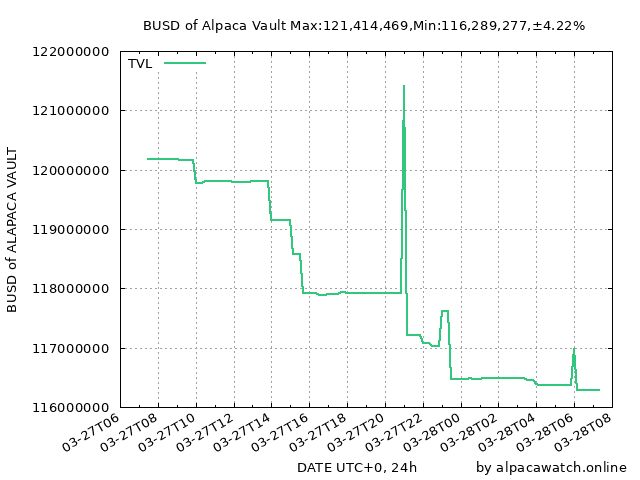 BUSD of Alpaca Vault Max:121,414,469,Min:116,289,277,±4.22%
TVL
122000000
121000000
120000000
119000000
118000000
117000000
116000000
BUSD of ALAPACA VAULT
03-27T06
03-27T08
03-27T10
03-27T12
03-27T14
03-27T16
03-27T18
03-27T20
03-27T22
03-28T00
03-28T02
03-28T04
03-28T06
03-28T08
DATE UTC+0, 24h
by alpacawatch.online